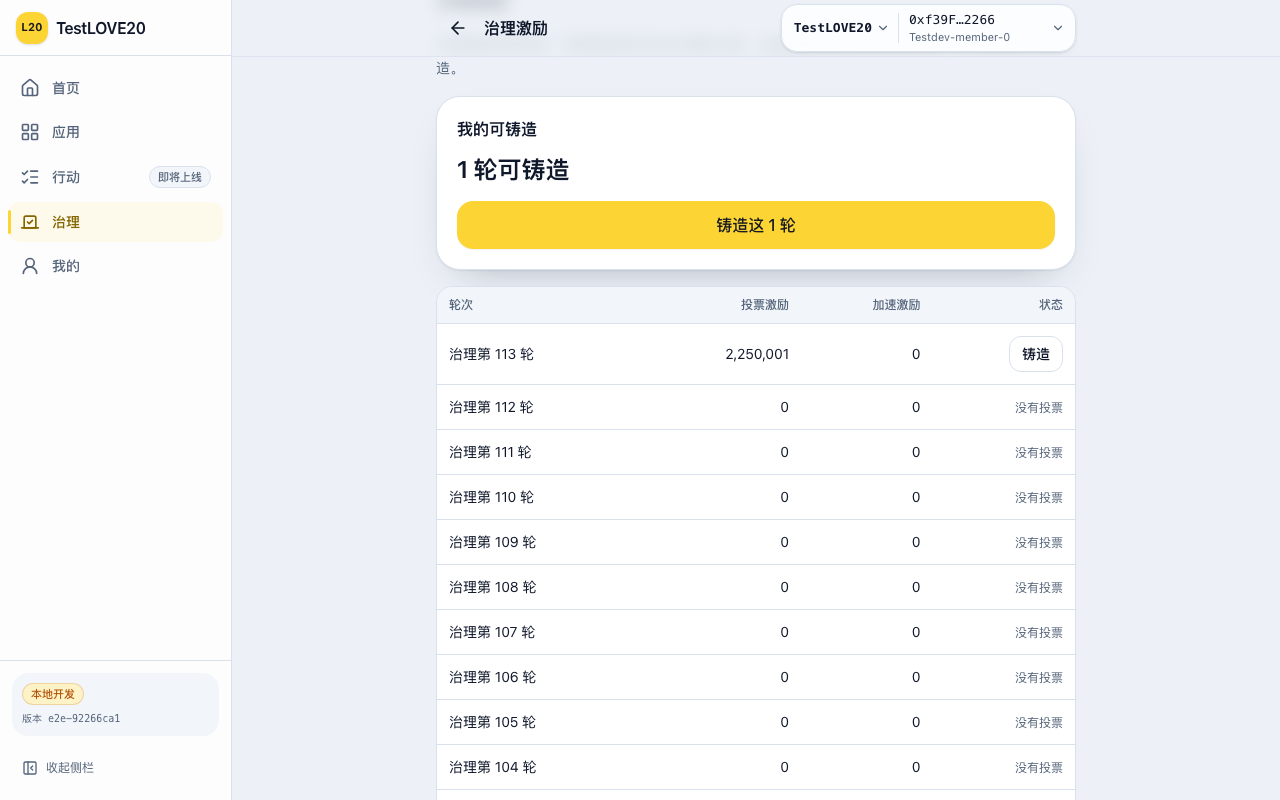 L20 TestLOVE20
首页
应用
行动 即将上线
治理
我的
本地开发
版本 e2e-92266ca1
收起侧栏
治理激励
TestLOVE20
0xf39F…2266
Testdev-member-0
造。
我的可铸造
1 轮可铸造
铸造这 1 轮
轮次 投票激励 加速激励 状态
治理第 113 轮 2,250,001 0 铸造
治理第 112 轮 0 0 没有投票
治理第 111 轮 0 0 没有投票
治理第 110 轮 0 0 没有投票
治理第 109 轮 0 0 没有投票
治理第 108 轮 0 0 没有投票
治理第 107 轮 0 0 没有投票
治理第 106 轮 0 0 没有投票
治理第 105 轮 0 0 没有投票
治理第 104 轮 0 0 没有投票